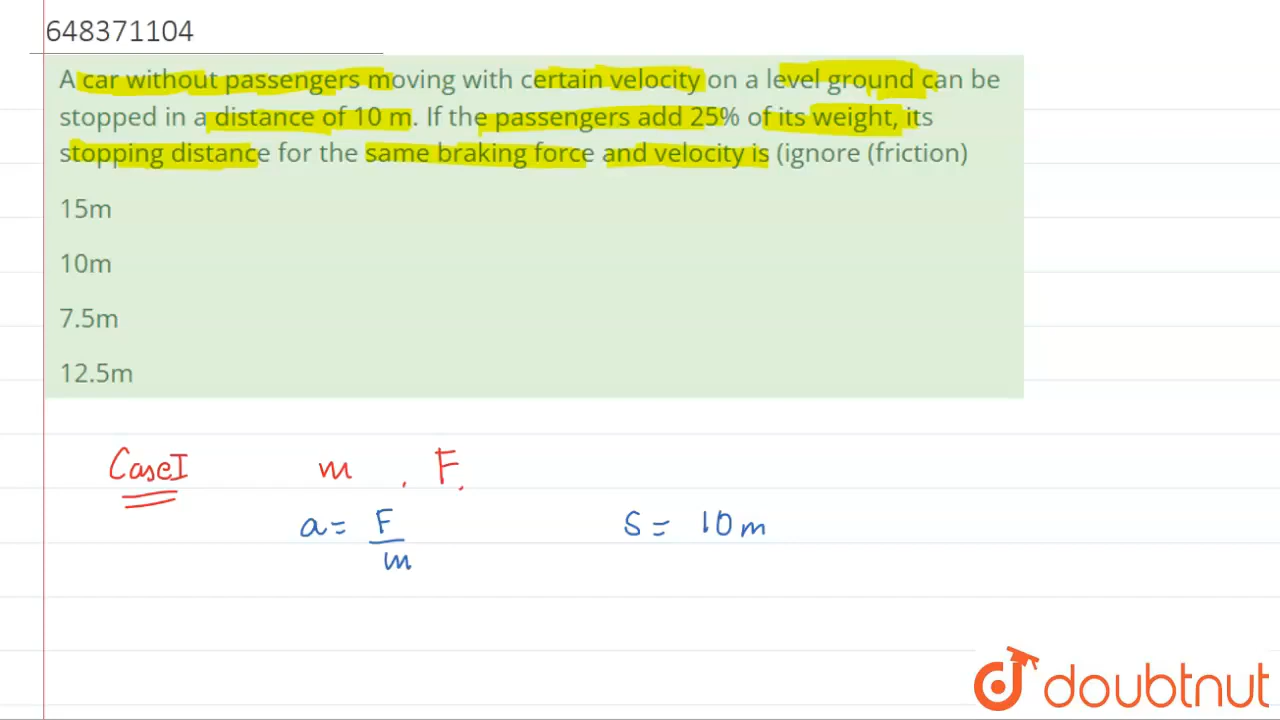 648371104
A car without passengers moving with certain velocity on a level ground can be
stopped in a distance of 10 m. If the passengers add 25% of its weight, its
stopping distance for the same braking force and velocity is (ignore (friction)
15m
10m
7.5m
12.5m
Case I m , F.
a = F
m
S = 10 m
doubtnut